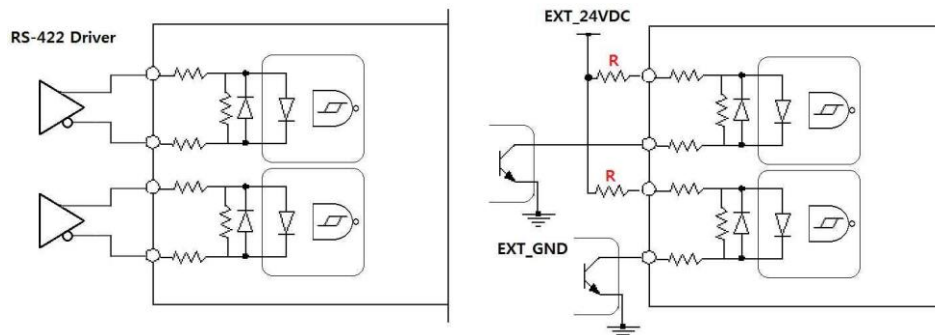 RS-422 Driver
EXT_24VDC
R
R
EXT_GND